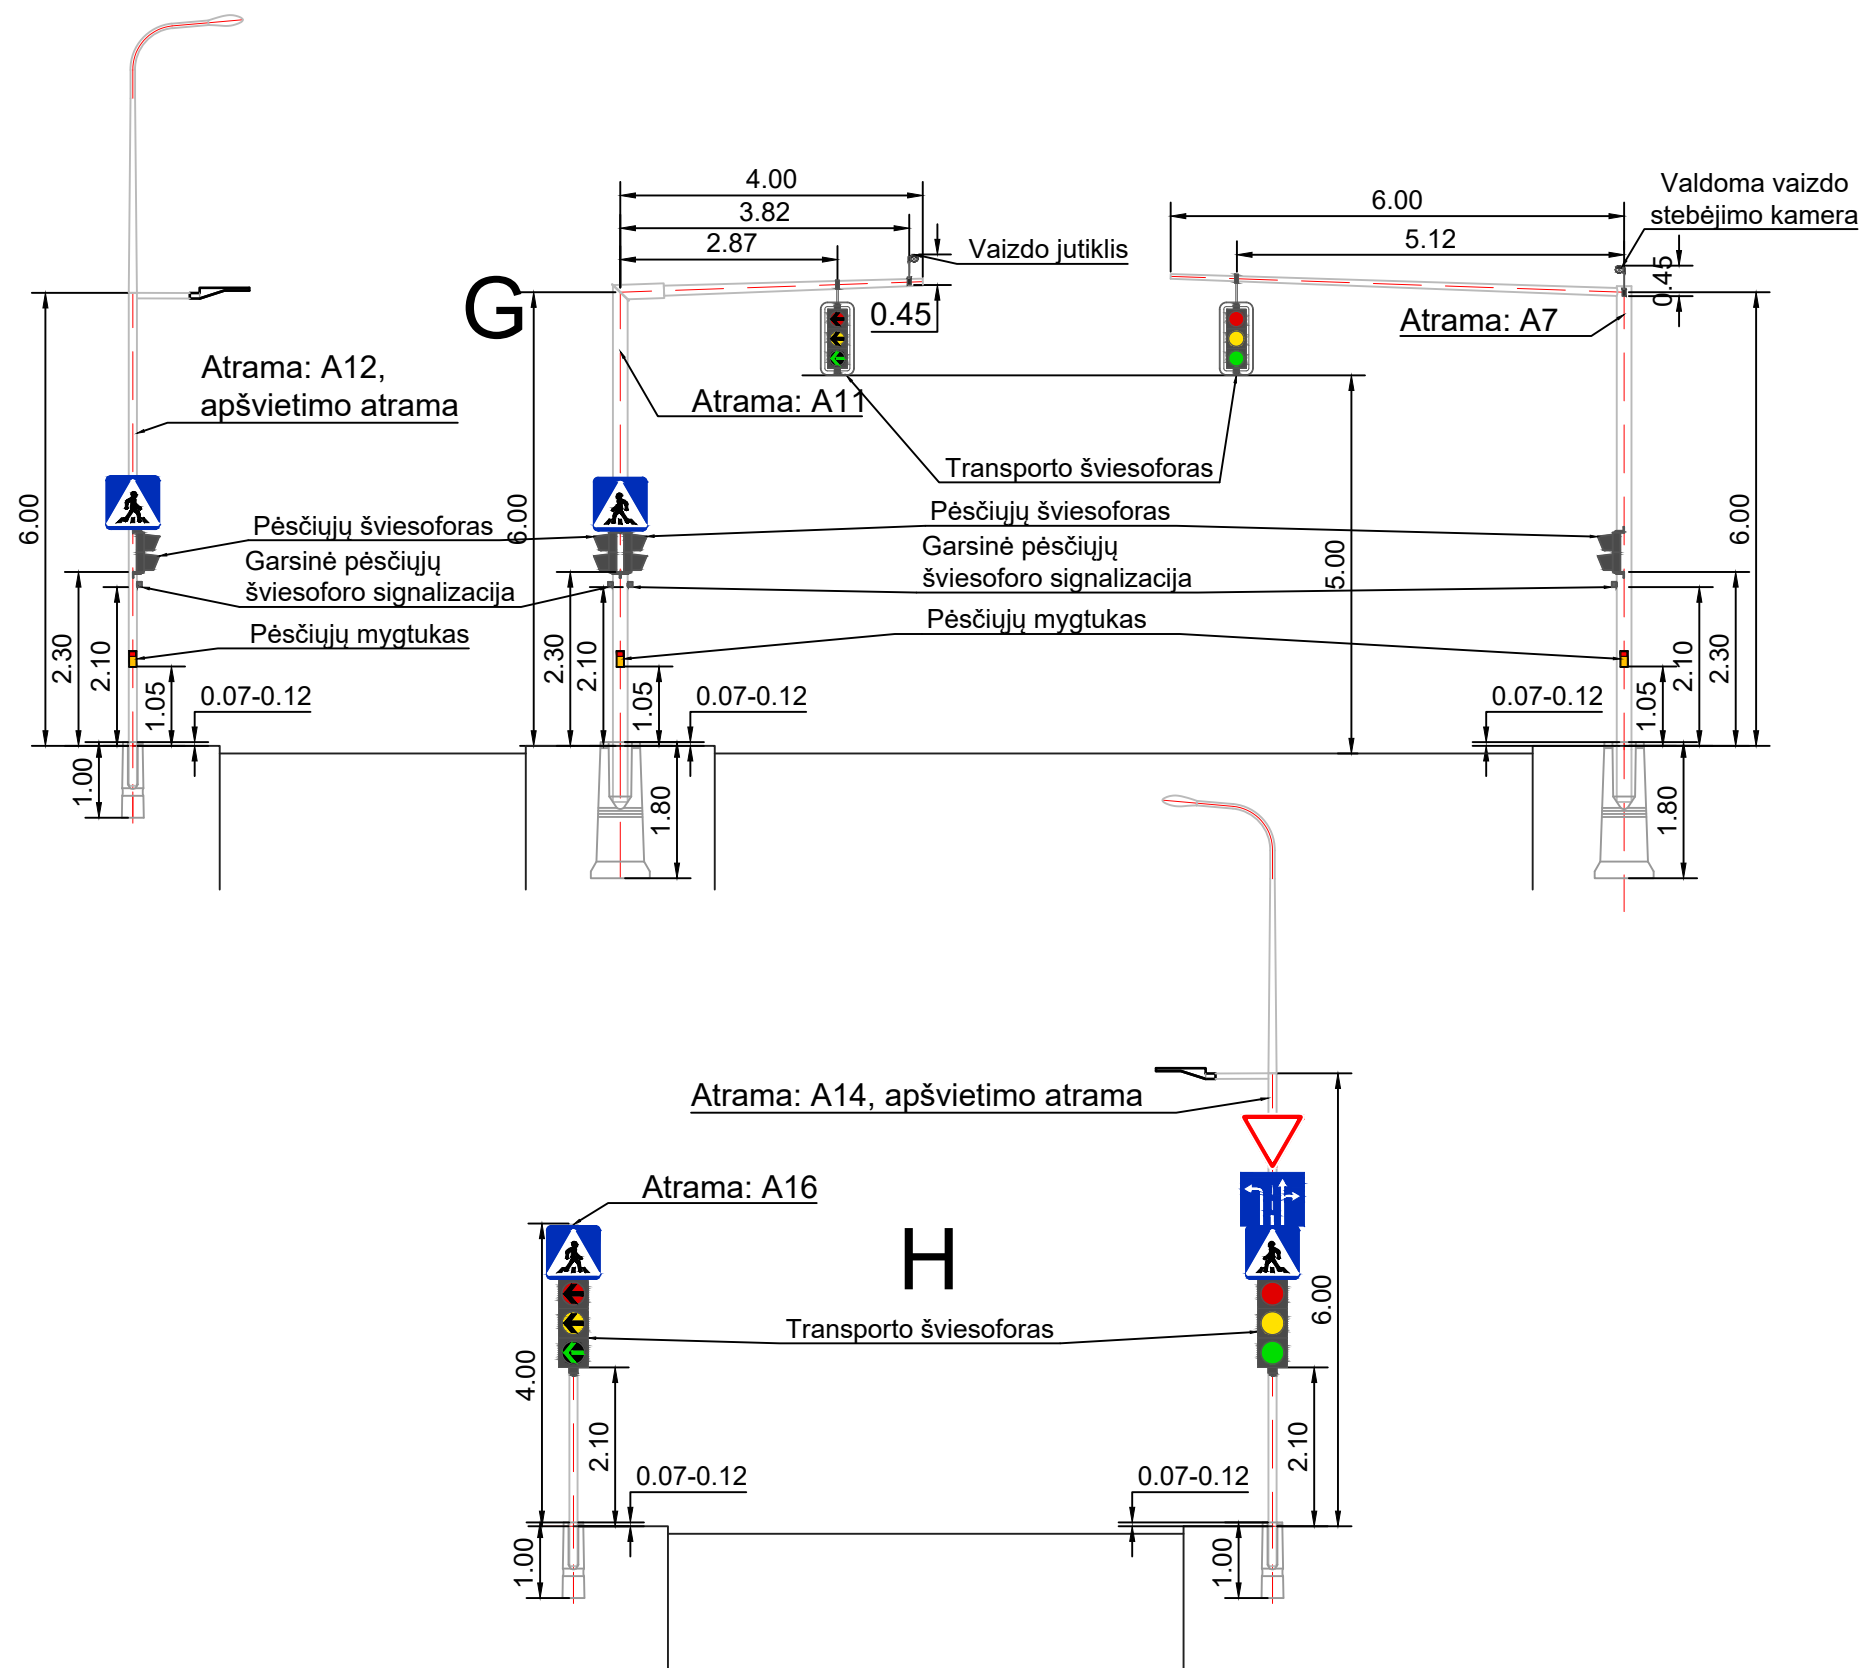 4.00
3.82
2.87
Vaizdo jutiklis
0.45
6.00
5.12
Valdoma vaizdo
stebėjimo kamera
0.45
G
Atrama: A12,
apšvietimo atrama
Atrama: A11
Atrama: A7
Transporto šviesoforas
Pėsčiųjų šviesoforas
Garsinė pėsčiųjų
šviesoforo signalizacija
Pėsčiųjų mygtukas
Pėsčiųjų šviesoforas
Garsinė pėsčiųjų
šviesoforo signalizacija
Pėsčiųjų mygtukas
6.00
2.30
2.10
1.05
0.07-0.12
1.00
6.00
2.30
2.10
1.05
0.07-0.12
1.80
5.00
0.07-0.12
1.05
2.10
2.30
6.00
1.80
Atrama: A14, apšvietimo atrama
Atrama: A16
H
Transporto šviesoforas
4.00
2.10
0.07-0.12
1.00
6.00
2.10
0.07-0.12
1.00